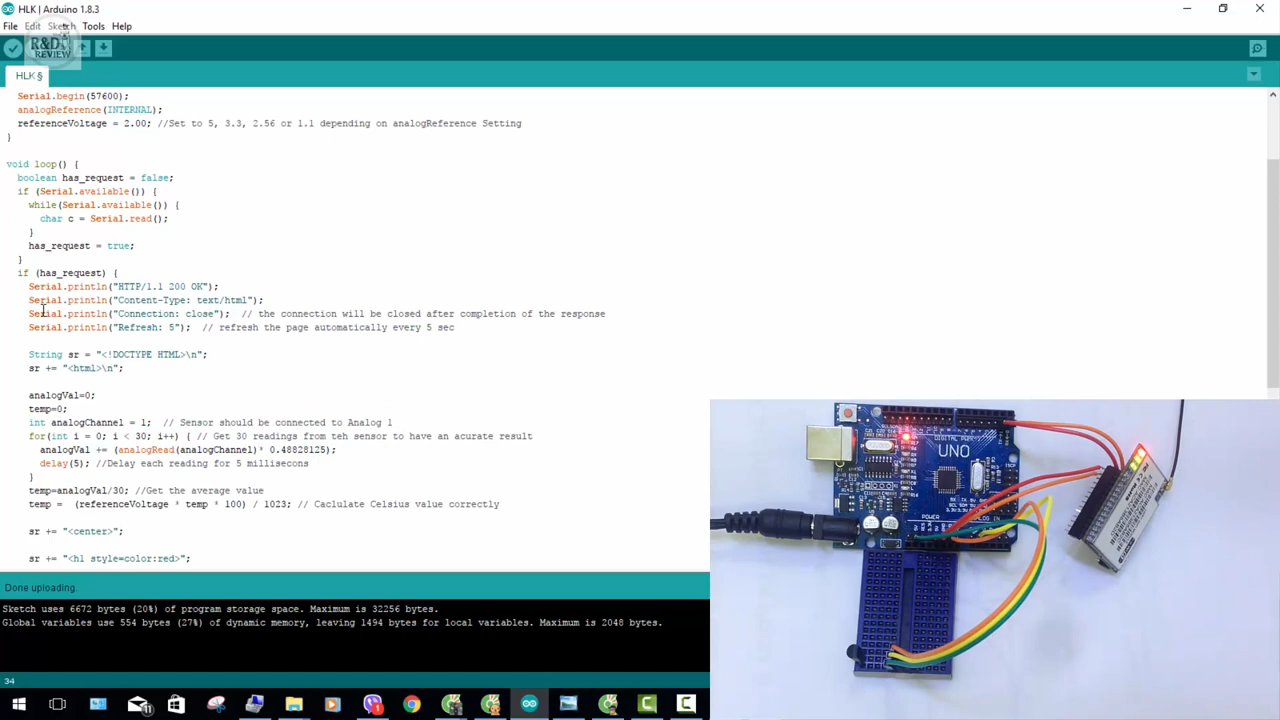 HLK | Arduino 1.8.3
File Edit Sketch Tools Help
R&D
REVIEW
HLK §
Serial.begin(57600);
analogReference(INTERNAL);
referenceVoltage = 2.00; //Set to 5, 3.3, 2.56 or 1.1 depending on analogReference Setting
}
void loop() {
boolean has_request = false;
if (Serial.available()) {
while(Serial.available()) {
char c = Serial.read();
}
has_request = true;
}
if (has_request) {
Serial.println("HTTP/1.1 200 OK");
Serial.println("Content-Type: text/html");
Serial.println("Connection: close");  // the connection will be closed after completion of the response
Serial.println("Refresh: 5");  // refresh the page automatically every 5 sec
String sr = "<!DOCTYPE HTML>\n";
sr += "<html>\n";
analogVal=0;
temp=0;
int analogChannel = 1;  // Sensor should be connected to Analog 1
for(int i = 0; i < 30; i++) { // Get 30 readings from teh sensor to have an acurate result
analogVal += (analogRead(analogChannel)* 0.48828125);
delay(5); //Delay each reading for 5 millisecons
}
temp=analogVal/30; //Get the average value
temp =  (referenceVoltage * temp * 100) / 1023; // Caclulate Celsius value correctly
sr += "<center>";
sr += "<h1 style=color:red>";
Done uploading.
Sketch uses 6672 bytes (20%) of program storage space. Maximum is 32256 bytes.
Global variables use 554 bytes (27%) of dynamic memory, leaving 1494 bytes for local variables. Maximum is 2048 bytes.
34
UNO
POWER
ANALOG IN